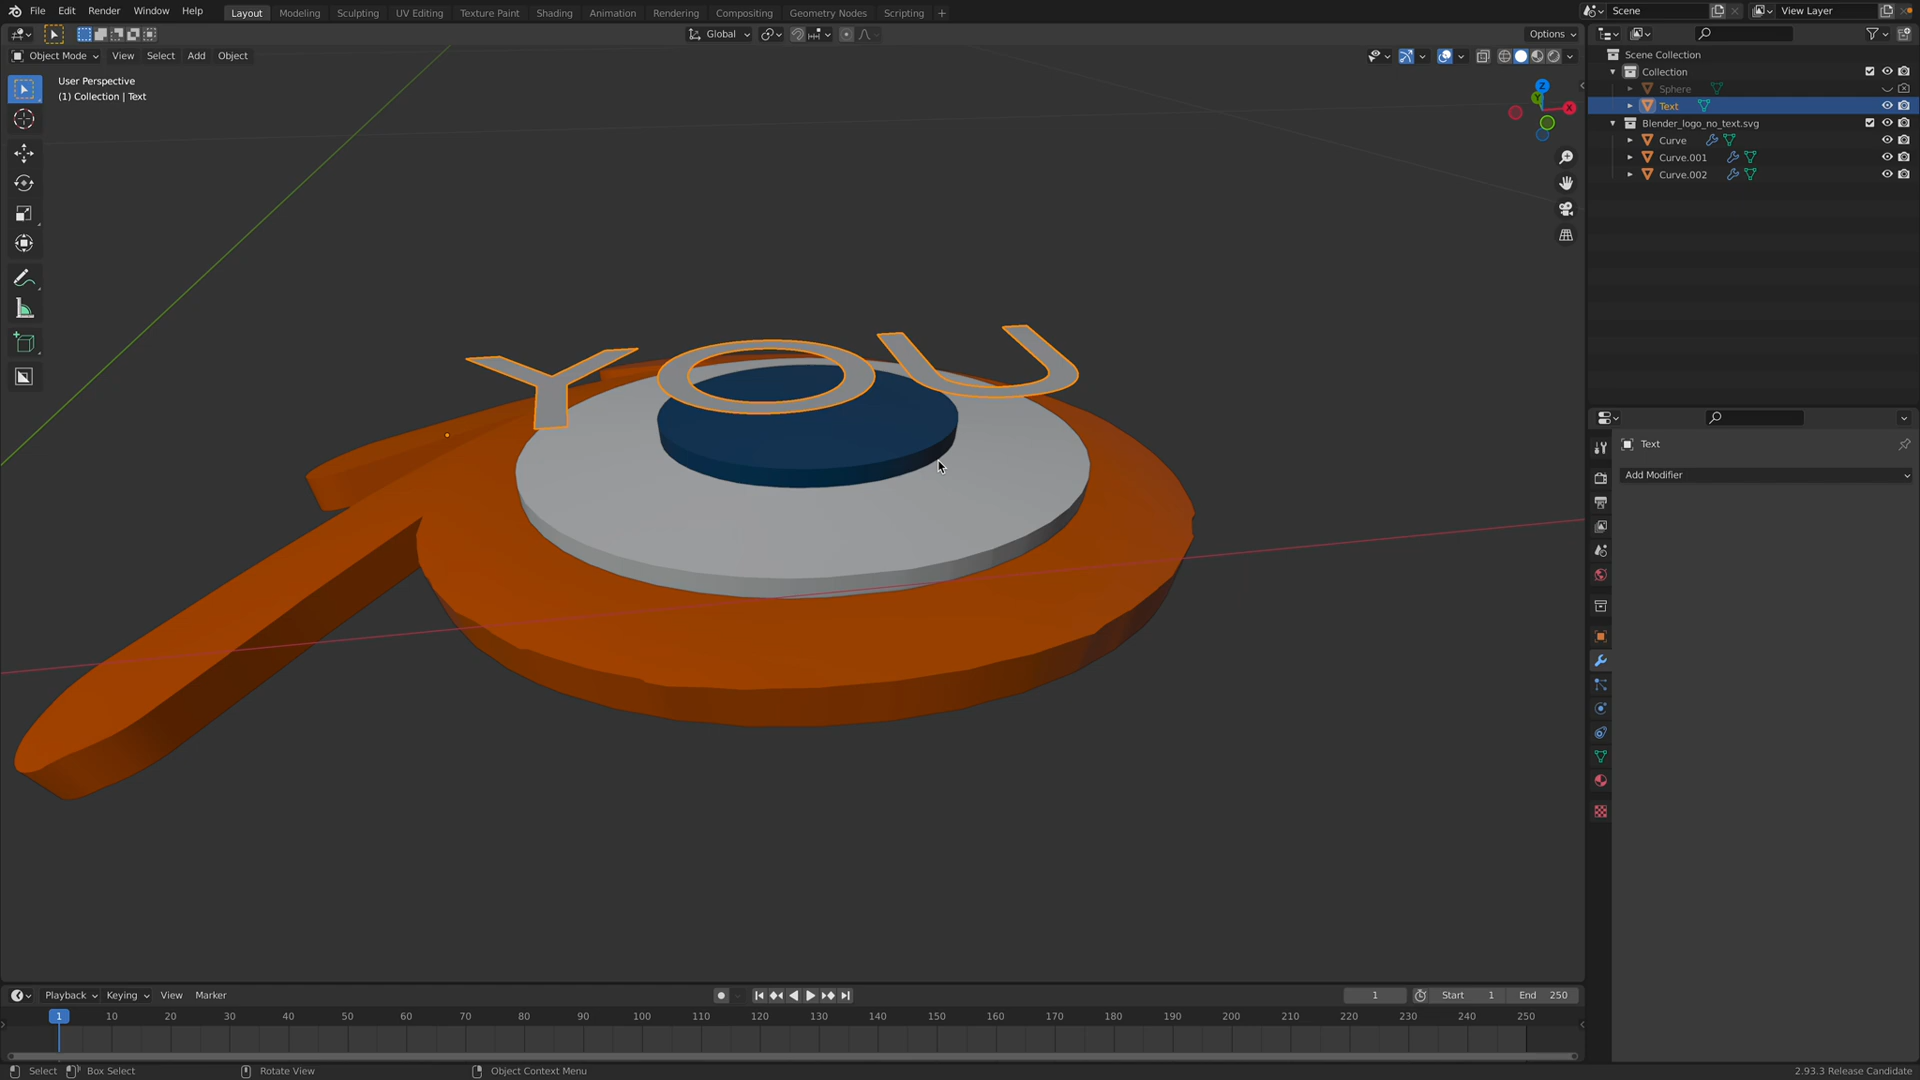 File Edit Render Window Help Layout Modeling Sculpting UV Editing Texture Paint Shading Animation Rendering Compositing Geometry Nodes Scripting + Scene View Layer
Global Options
Object Mode View Select Add Object
User Perspective
(1) Collection | Text
Z
Y
X
YOU
Scene Collection
Collection
Sphere
Text
Blender_logo_no_text.svg
Curve
Curve.001
Curve.002
Text
Add Modifier
Playback Keying View Marker 1 Start 1 End 250
1 10 20 30 40 50 60 70 80 90 100 110 120 130 140 150 160 170 180 190 200 210 220 230 240 250
Select Box Select Rotate View Object Context Menu 2.93.3 Release Candidate